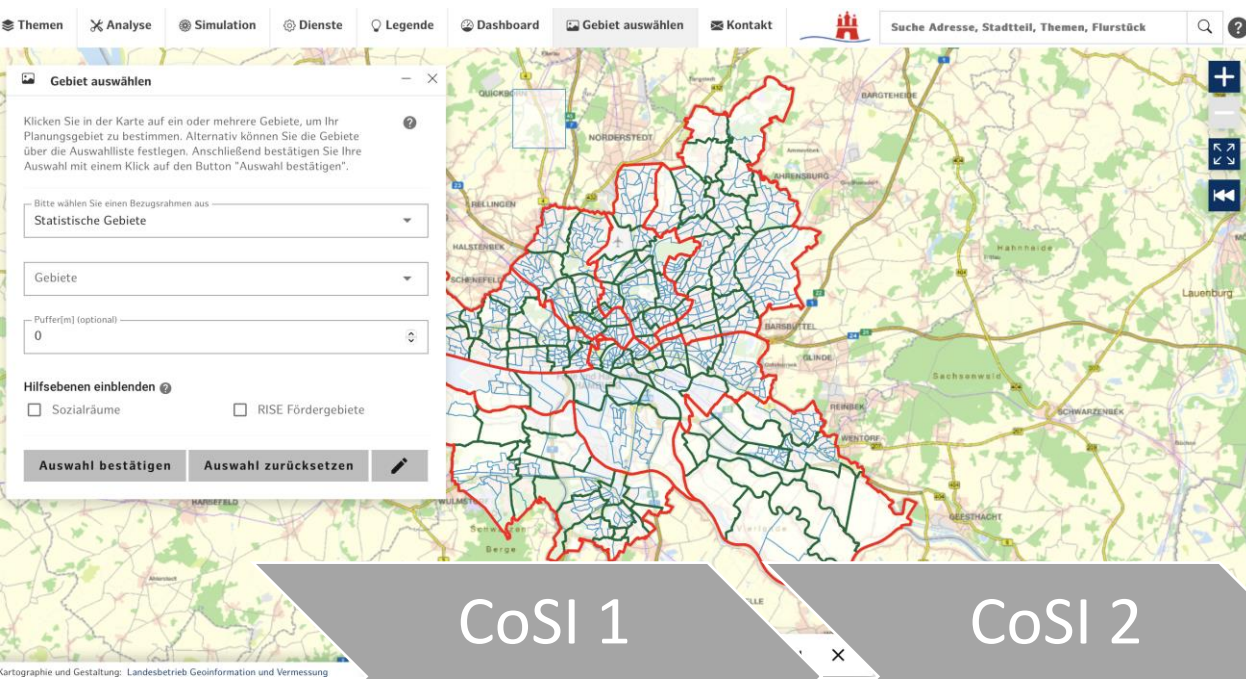 Themen Analyse Simulation Dienste Legende Dashboard Gebiet auswählen Kontakt Suche Adresse, Stadtteil, Themen, Flurstück
Gebiet auswählen
Klicken Sie in der Karte auf ein oder mehrere Gebiete, um Ihr
Planungsgebiet zu bestimmen. Alternativ können Sie die Gebiete
über die Auswahlliste festlegen. Anschließend bestätigen Sie Ihre
Auswahl mit einem Klick auf den Button "Auswahl bestätigen".
Bitte wählen Sie einen Bezugsrahmen aus
Statistische Gebiete
Gebiete
Puffer[m] (optional)
0
Hilfsebenen einblenden
Sozialräume RISE Fördergebiete
Auswahl bestätigen Auswahl zurücksetzen
QUICKBORN
BARGTEHEIDE
NORDERSTEDT
Ammersbek
AHRENSBURG
RELLINGEN
HALSTENBEK
SCHENEFELD
Hahnheide
Lauenburg
BARSBÜTTEL
GLINDE
Sachsenwald
REINBEK
SCHWARZENBEK
WENTORF
Büchen
GEESTHACHT
Vierlande
Berge
CoSI 1
CoSI 2
Kartographie und Gestaltung: Landesbetrieb Geoinformation und Vermessung